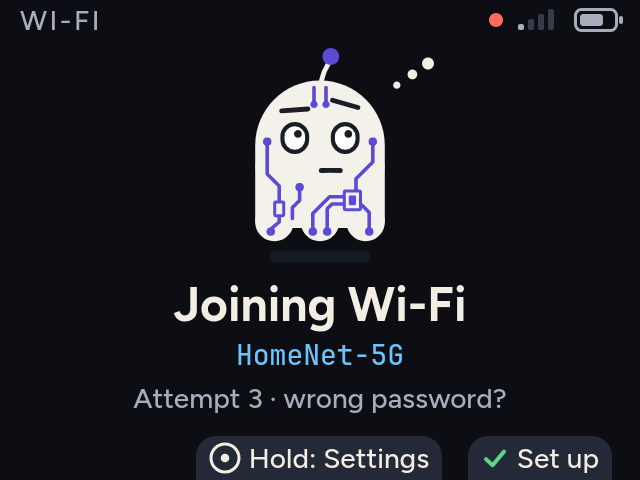 WI-FI
Joining Wi-Fi
HomeNet-5G
Attempt 3 · wrong password?
Hold: Settings
Set up